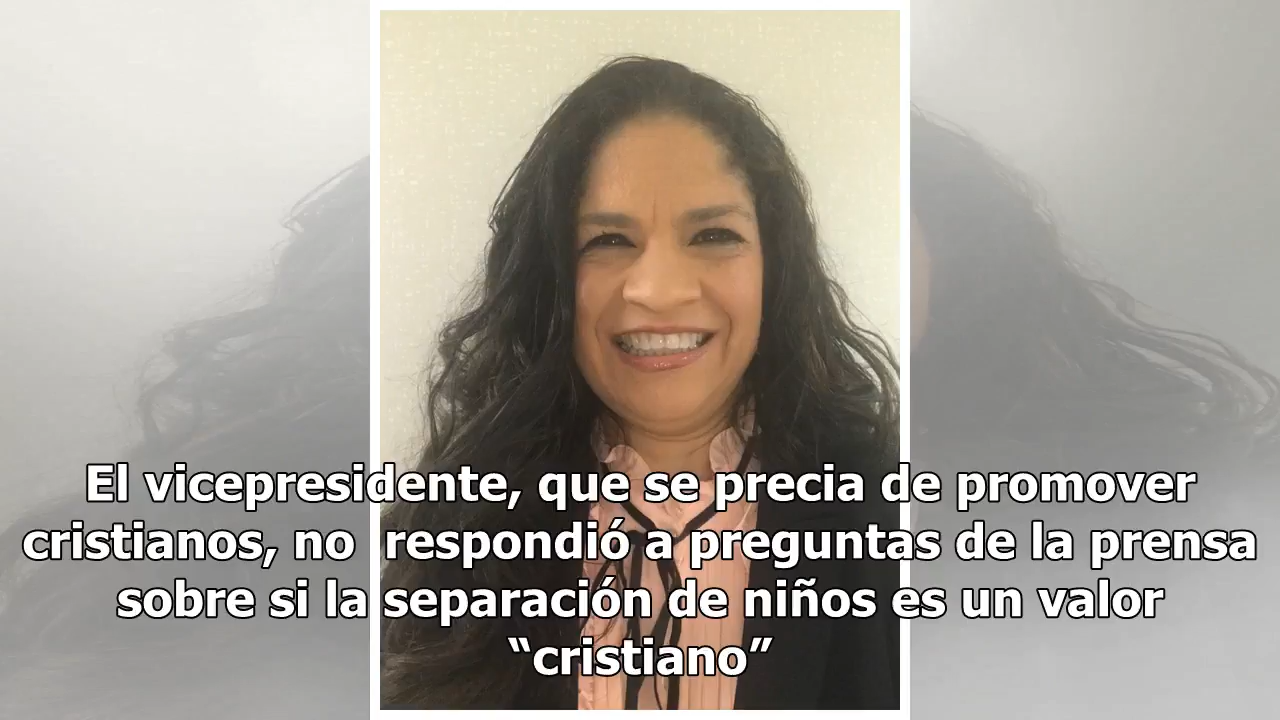 El vicepresidente, que se precia de promover
cristianos, no  respondió a preguntas de la prensa
sobre si la separación de niños es un valor
“cristiano”